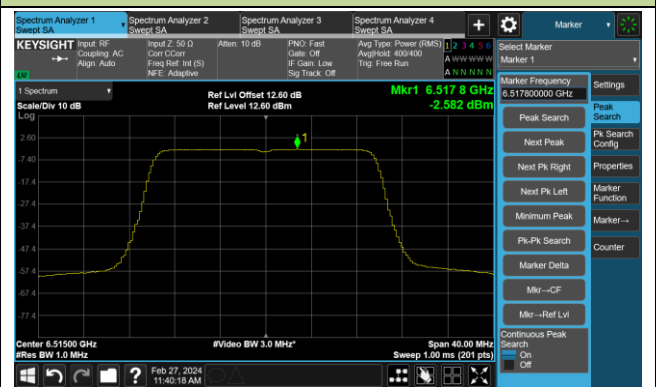 Spectrum Analyzer 1
Swept SA
Spectrum Analyzer 2
Swept SA
Spectrum Analyzer 3
Swept SA
Spectrum Analyzer 4
Swept SA
+
Marker
KEYSIGHT
Input: RF
Coupling: AC
Align: Auto
Input Z: 50 Ω
Corr CCorr
Freq Ref: Int (S)
NFE: Adaptive
Atten: 10 dB
PNO: Fast
Gate: Off
IF Gain: Low
Sig Track: Off
Avg Type: Power (RMS)
Avg|Hold: 400/400
Trig: Free Run
1 2 3 4 5 6
A W W W W W
A N N N N N
LXI
Select Marker
Marker 1
1 Spectrum
Scale/Div 10 dB
Log
Ref Lvl Offset 12.60 dB
Ref Level 12.60 dBm
Mkr1 6.517 8 GHz
-2.582 dBm
1
2.60
-7.40
-17.4
-27.4
-37.4
-47.4
-57.4
-67.4
-77.4
Center 6.51500 GHz
#Res BW 1.0 MHz
#Video BW 3.0 MHz*
Span 40.00 MHz
Sweep 1.00 ms (201 pts)
Marker Frequency
6.517800000 GHz
Peak Search
Next Peak
Next Pk Right
Next Pk Left
Minimum Peak
Pk-Pk Search
Marker Delta
Mkr→CF
Mkr→Ref Lvl
Continuous Peak
Search
On
Off
Settings
Peak
Search
Pk Search
Config
Properties
Marker
Function
Marker→
Counter
?
Feb 27, 2024
11:40:18 AM